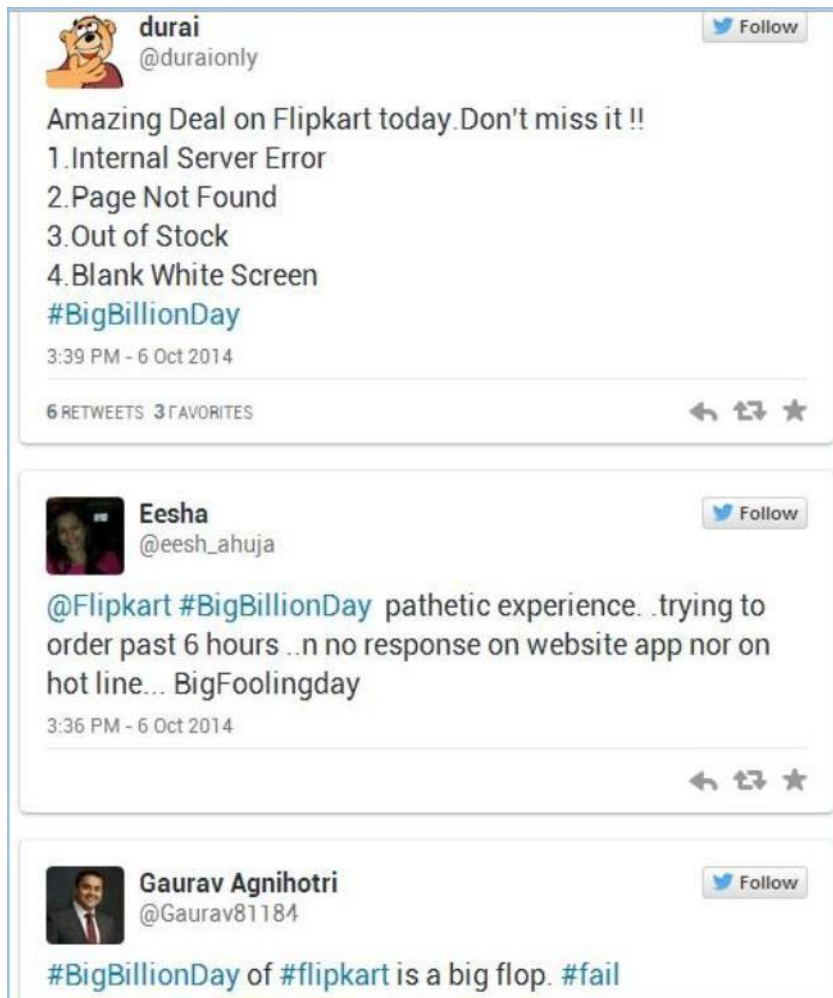 durai
Follow
@duraionly
Amazing Deal on Flipkart today.Don't miss it !!
1.Internal Server Error
2.Page Not Found
3.Out of Stock
4.Blank White Screen
#BigBillionDay
3:39 PM - 6 Oct 2014
6 RETWEETS 3 FAVORITES
Eesha
Follow
@eesh_ahuja
@Flipkart #BigBillionDay pathetic experience. .trying to
order past 6 hours ..n no response on website app nor on
hot line... BigFoolingday
3:36 PM - 6 Oct 2014
Gaurav Agnihotri
Follow
@Gaurav81184
#BigBillionDay of #flipkart is a big flop. #fail